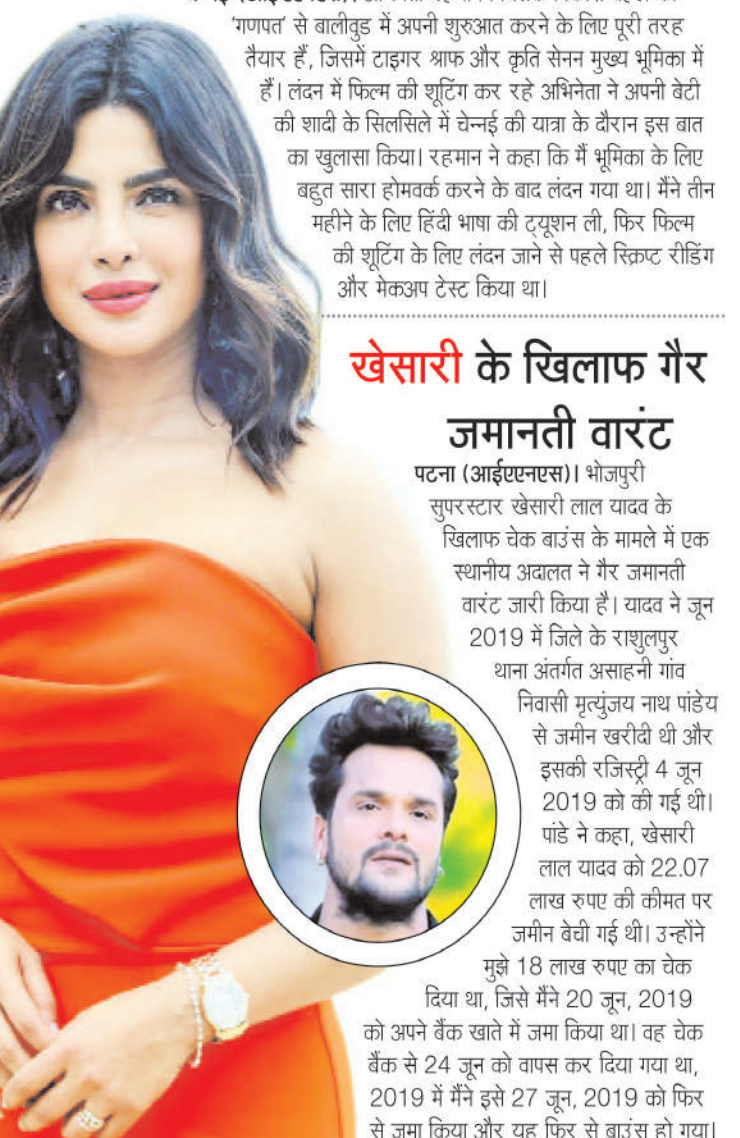 'गणपत' से बालीवुड में अपनी शुरुआत करने के लिए पूरी तरह
तैयार हैं, जिसमें टाइगर श्राफ और कृति सेनन मुख्य भूमिका में
हैं। लंदन में फिल्म की शूटिंग कर रहे अभिनेता ने अपनी बेटी
की शादी के सिलसिले में चेन्नई की यात्रा के दौरान इस बात
का खुलासा किया। रहमान ने कहा कि मैं भूमिका के लिए
बहुत सारा होमवर्क करने के बाद लंदन गया था। मैंने तीन
महीने के लिए हिंदी भाषा की ट्यूशन ली, फिर फिल्म
की शूटिंग के लिए लंदन जाने से पहले स्क्रिप्ट रीडिंग
और मेकअप टेस्ट किया था।
खेसारी के खिलाफ गैर
जमानती वारंट
पटना (आईएएनएस)। भोजपुरी
सुपरस्टार खेसारी लाल यादव के
खिलाफ चेक बाउंस के मामले में एक
स्थानीय अदालत ने गैर जमानती
वारंट जारी किया है। यादव ने जून
2019 में जिले के राशुलपुर
थाना अंतर्गत असाहनी गांव
निवासी मृत्युंजय नाथ पांडेय
से जमीन खरीदी थी और
इसकी रजिस्ट्री 4 जून
2019 को की गई थी।
पांडे ने कहा, खेसारी
लाल यादव को 22.07
लाख रुपए की कीमत पर
जमीन बेची गई थी। उन्होंने
मुझे 18 लाख रुपए का चेक
दिया था, जिसे मैंने 20 जून, 2019
को अपने बैंक खाते में जमा किया था। वह चेक
बैंक से 24 जून को वापस कर दिया गया था,
2019 में मैंने इसे 27 जून, 2019 को फिर
से जमा किया और यह फिर से बाउंस हो गया।